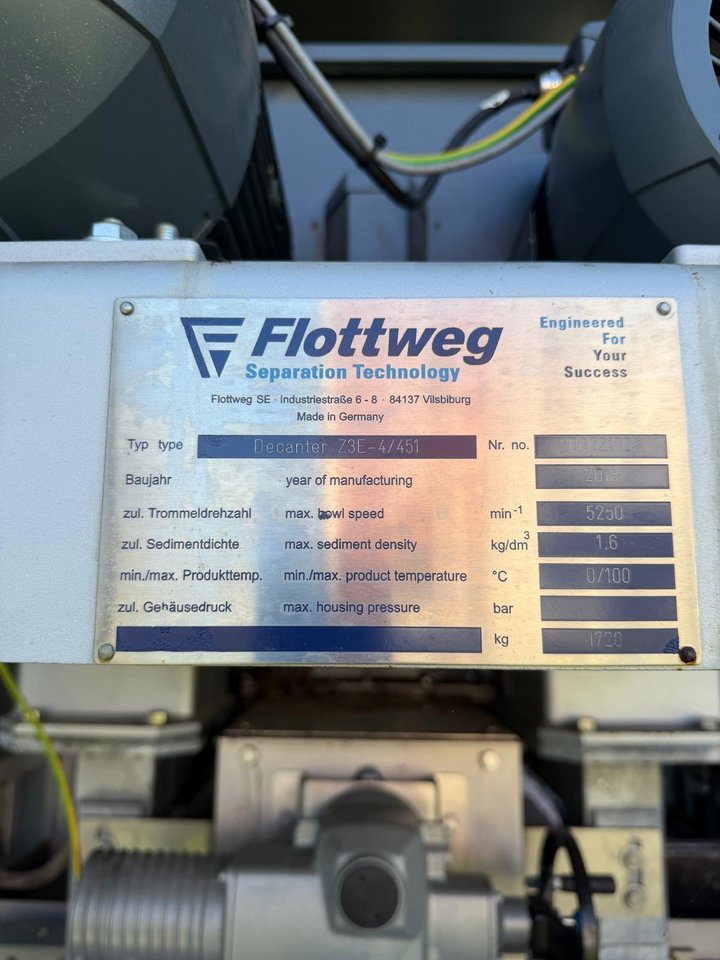 Flottweg
Separation Technology
Engineered
For
Your
Success
Flottweg SE · Industriestraße 6 - 8 · 84137 Vilsbiburg
Made in Germany
Typ type Decanter Z3E-4/451 Nr. no.
Baujahr year of manufacturing
zul. Trommeldrehzahl max. bowl speed min-1 5250
zul. Sedimentdichte max. sediment density kg/dm3 1.6
min./max. Produkttemp. min./max. product temperature °C 0/100
zul. Gehäusedruck max. housing pressure bar
kg 1720